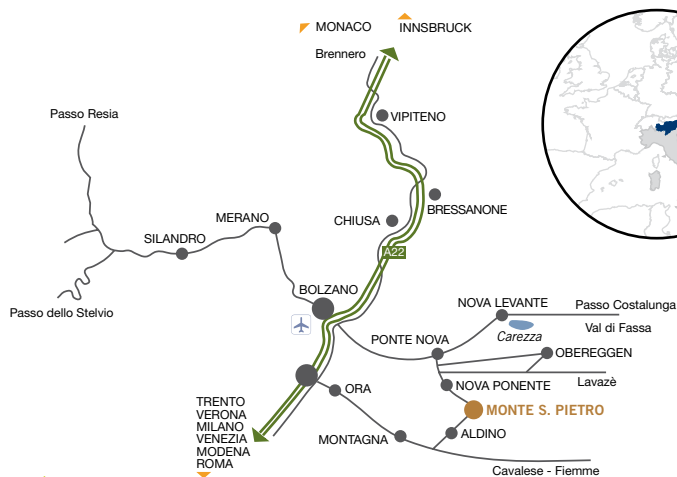 MONACO
INNSBRUCK
Brennero
VIPITENO
Passo Resia
BRESSANONE
CHIUSA
MERANO
SILANDRO
A22
BOLZANO
NOVA LEVANTE
Passo Costalunga
Passo dello Stelvio
Val di Fassa
Carezza
PONTE NOVA
OBEREGGEN
NOVA PONENTE
Lavazè
ORA
TRENTO
VERONA
MILANO
VENEZIA
MODENA
ROMA
MONTE S. PIETRO
MONTAGNA
ALDINO
Cavalese - Fiemme